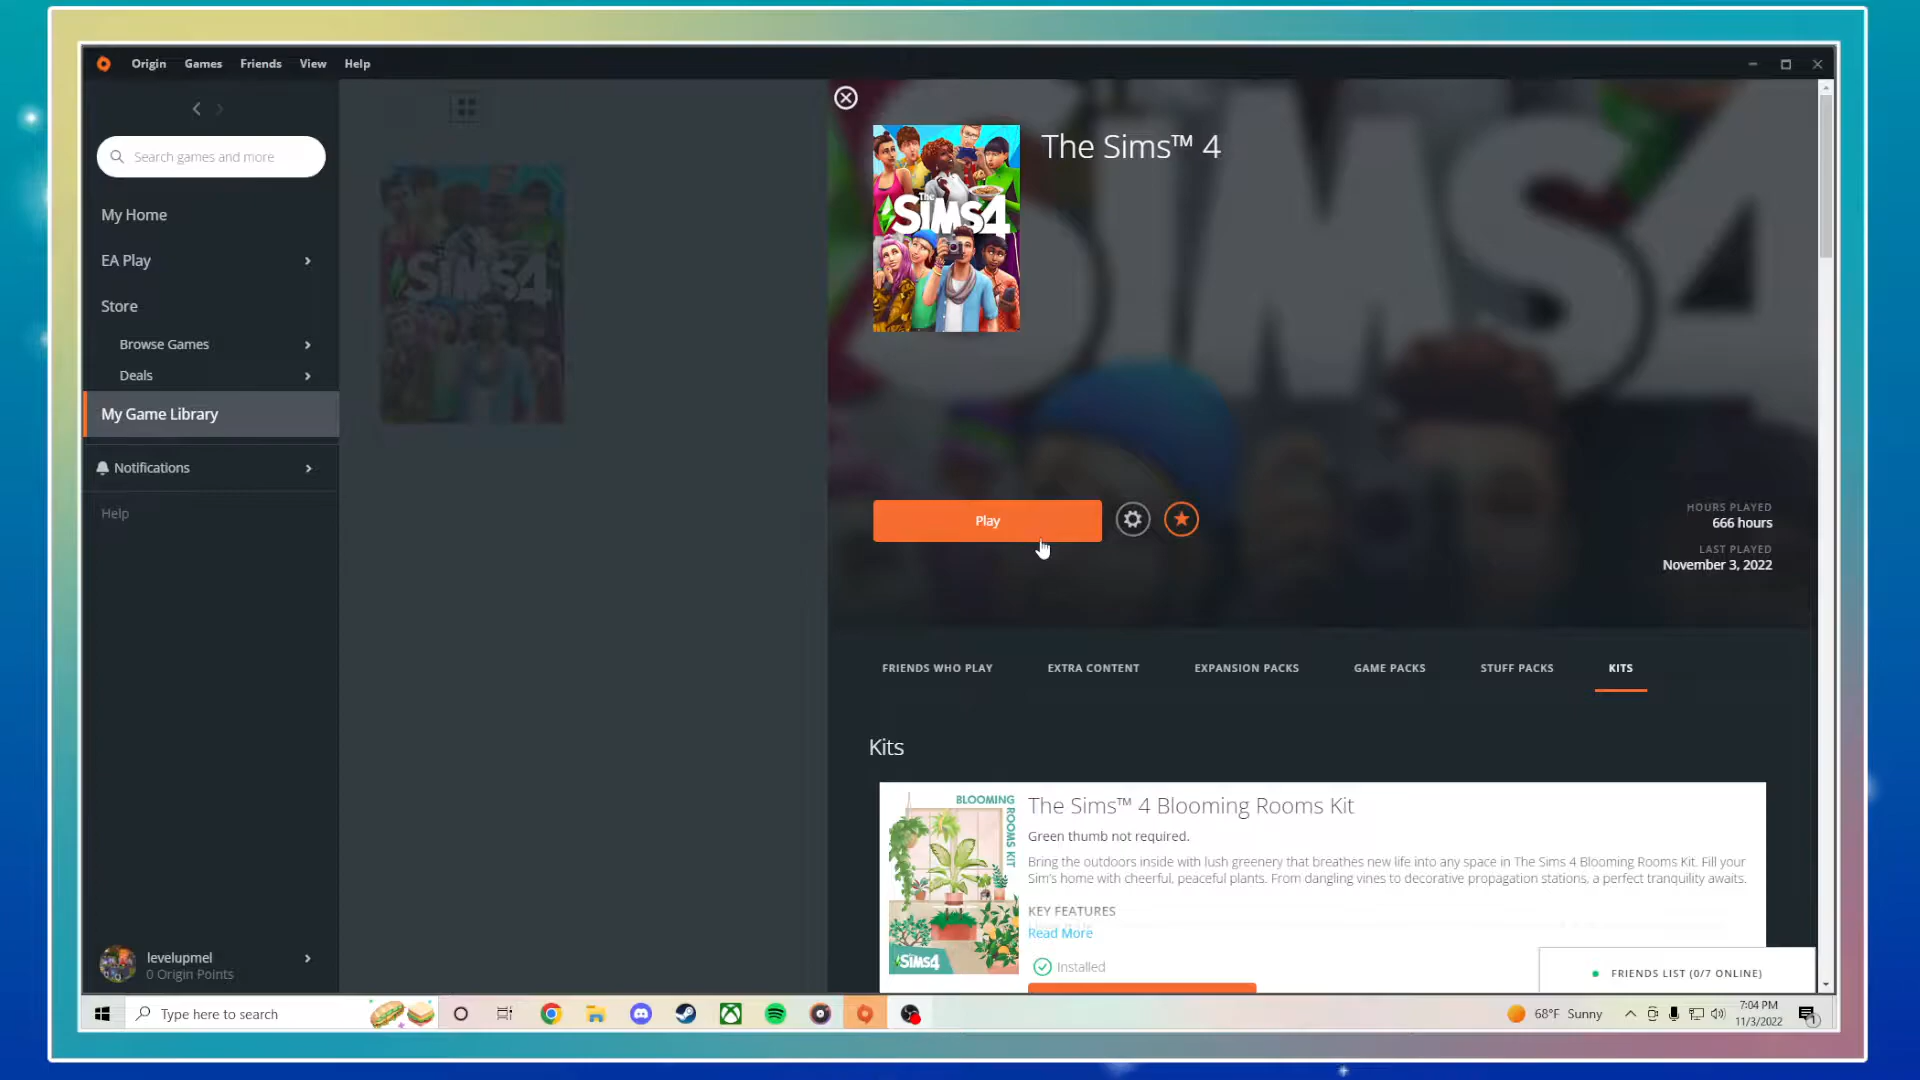 Origin Games Friends View Help
Search games and more
My Home
EA Play
Store
Browse Games
Deals
My Game Library
Notifications
Help
levelupmel
0 Origin Points
The SIMS 4
The Sims™ 4
Play
HOURS PLAYED
666 hours
LAST PLAYED
November 3, 2022
FRIENDS WHO PLAY EXTRA CONTENT EXPANSION PACKS GAME PACKS STUFF PACKS KITS
Kits
BLOOMING
ROOMS KIT
SIMS4
The Sims™ 4 Blooming Rooms Kit
Green thumb not required.
Bring the outdoors inside with lush greenery that breathes new life into any space in The Sims 4 Blooming Rooms Kit. Fill your
Sim's home with cheerful, peaceful plants. From dangling vines to decorative propagation stations, a perfect tranquility awaits.
KEY FEATURES
Read More
Installed
FRIENDS LIST (0/7 ONLINE)
Type here to search
68°F Sunny
7:04 PM
11/3/2022
1